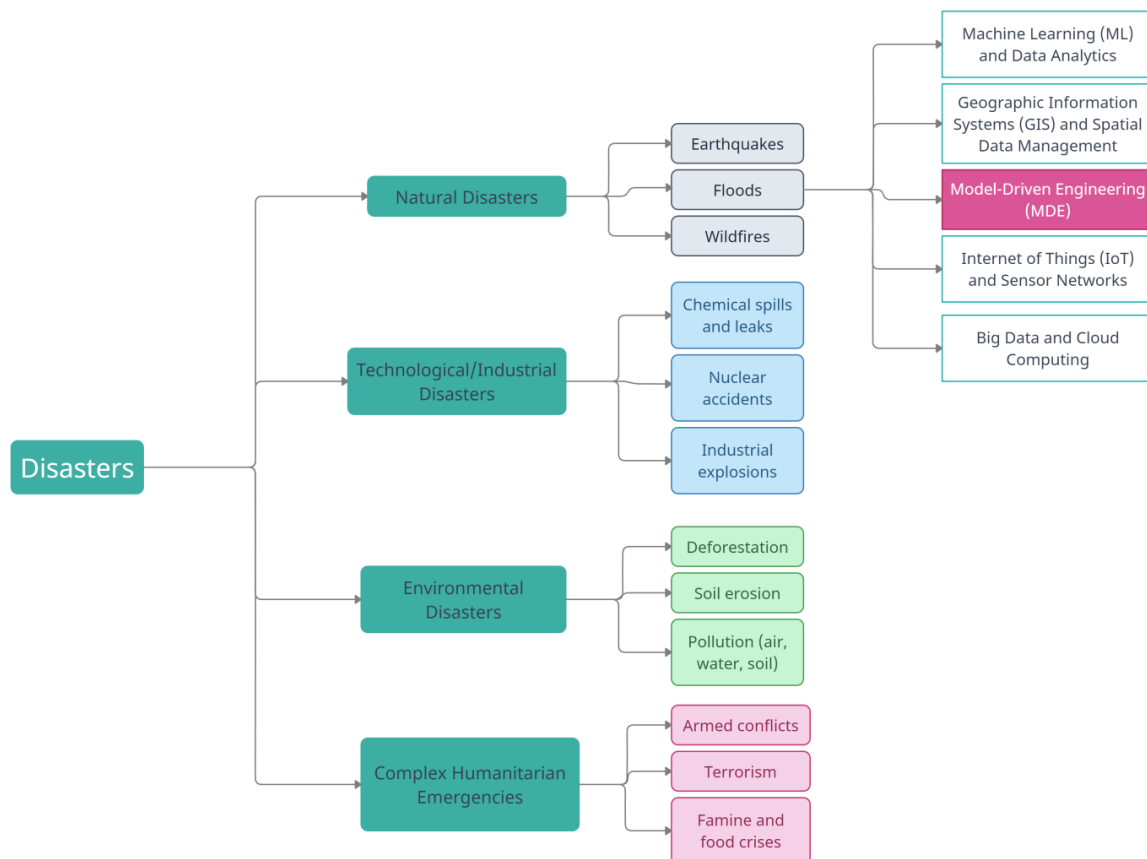 Disasters
Natural Disasters
Earthquakes
Floods
Wildfires
Machine Learning (ML)
and Data Analytics
Geographic Information
Systems (GIS) and Spatial
Data Management
Model-Driven Engineering
(MDE)
Internet of Things (IoT)
and Sensor Networks
Big Data and Cloud
Computing
Technological/Industrial
Disasters
Chemical spills
and leaks
Nuclear
accidents
Industrial
explosions
Environmental
Disasters
Deforestation
Soil erosion
Pollution (air,
water, soil)
Complex Humanitarian
Emergencies
Armed conflicts
Terrorism
Famine and
food crises